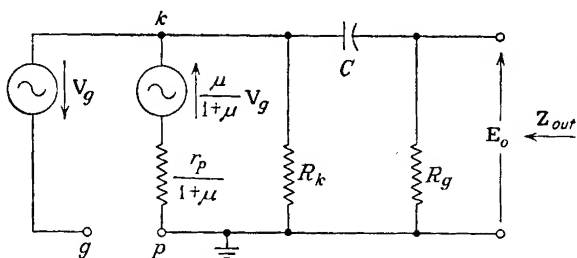 k
C
V_g
μ/(1+μ) V_g
r_p/(1+μ)
R_k
R_g
E_o
Z_out
g
p